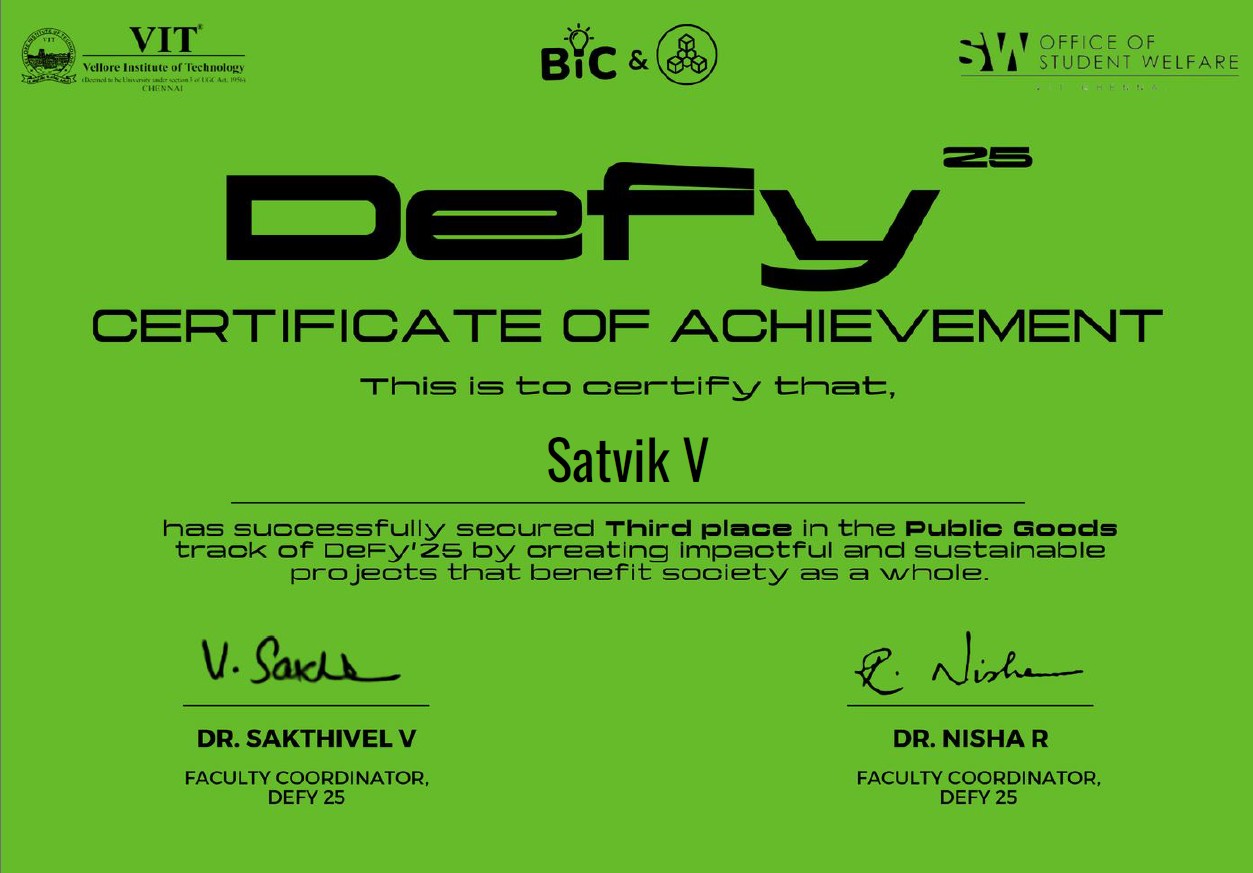 VIT®
Vellore Institute of Technology
(Deemed to be University under section 3 of UGC Act, 1956)
CHENNAI
BiC &
SW OFFICE OF
STUDENT WELFARE
DeFy 25
CERTIFICATE OF ACHIEVEMENT
This is to certify that,
Satvik V
has successfully secured Third place in the Public Goods
track of DeFy'25 by creating impactful and sustainable
projects that benefit society as a whole.
V. Sakth
R. Nisha
DR. SAKTHIVEL V
FACULTY COORDINATOR,
DEFY 25
DR. NISHA R
FACULTY COORDINATOR,
DEFY 25